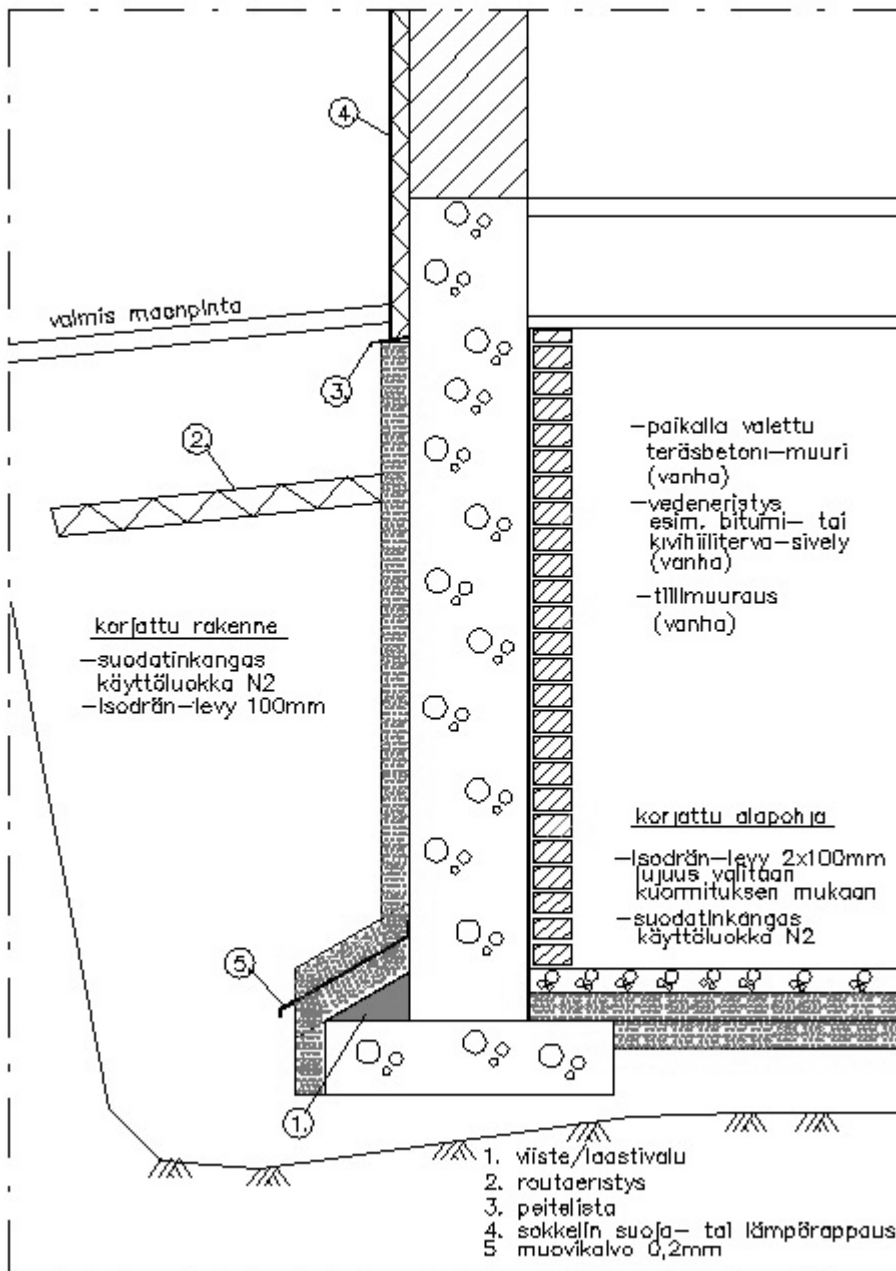 4.
valmis maanpinta
3.
2.
-paikalla valettu
teräsbetoni-muuri
(vanha)
-vedeneristys
esim. bitumi- tai
kivihiiliterva-sively
(vanha)
-tiilimuuraus
(vanha)
korjattu rakenne
-suodatinkangas
käyttöluokka N2
-Isodrän-levy 100mm
korjattu alapohja
-Isodrän-levy 2x100mm
lujuus valitaan
kuormituksen mukaan
-suodatinkangas
käyttöluokka N2
5.
1.
1. viiste/laastivalu
2. routaeristys
3. peitelista
4. sokkelin suoja- tai lämpörappaus
5 muovikalvo 0,2mm